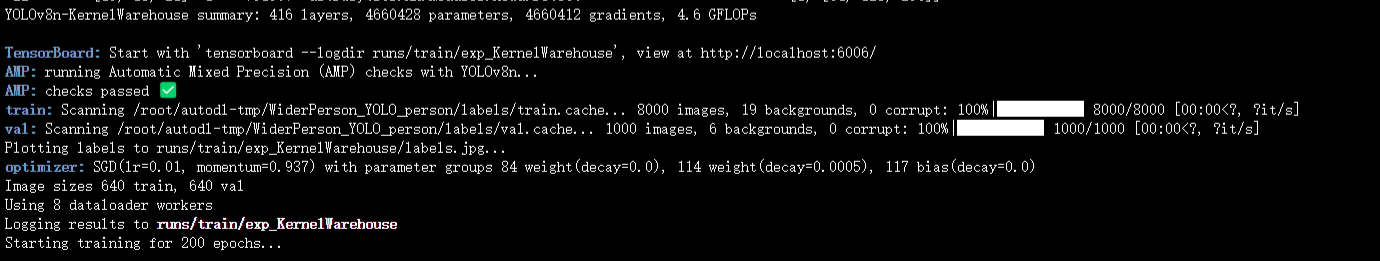 YOLOv8n-KernelWarehouse summary: 416 layers, 4660428 parameters, 4660412 gradients, 4.6 GFLOPs
TensorBoard: Start with 'tensorboard --logdir runs/train/exp_KernelWarehouse', view at http://localhost:6006/
AMP: running Automatic Mixed Precision (AMP) checks with YOLOv8n...
AMP: checks passed ✅
train: Scanning /root/autodl-tmp/WiderPerson_YOLO_person/labels/train.cache... 8000 images, 19 backgrounds, 0 corrupt: 100%|██████████| 8000/8000 [00:00<?, ?it/s]
val: Scanning /root/autodl-tmp/WiderPerson_YOLO_person/labels/val.cache... 1000 images, 6 backgrounds, 0 corrupt: 100%|██████████| 1000/1000 [00:00<?, ?it/s]
Plotting labels to runs/train/exp_KernelWarehouse/labels.jpg...
optimizer: SGD(lr=0.01, momentum=0.937) with parameter groups 84 weight(decay=0.0), 114 weight(decay=0.0005), 117 bias(decay=0.0)
Image sizes 640 train, 640 val
Using 8 dataloader workers
Logging results to runs/train/exp_KernelWarehouse
Starting training for 200 epochs...